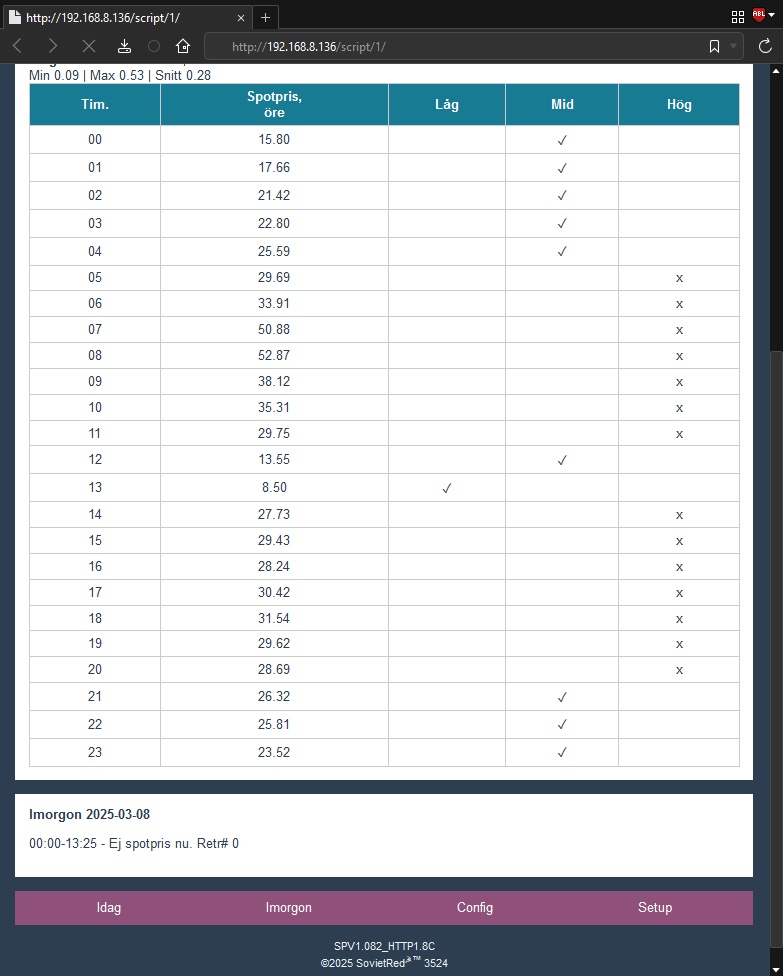 http://192.168.8.136/script/1/ × +
ABL
http://192.168.8.136/script/1/
Min 0.09 | Max 0.53 | Snitt 0.28
Tim. Spotpris, öre Låg Mid Hög
00 15.80 ✓
01 17.66 ✓
02 21.42 ✓
03 22.80 ✓
04 25.59 ✓
05 29.69 x
06 33.91 x
07 50.88 x
08 52.87 x
09 38.12 x
10 35.31 x
11 29.75 x
12 13.55 ✓
13 8.50 ✓
14 27.73 x
15 29.43 x
16 28.24 x
17 30.42 x
18 31.54 x
19 29.62 x
20 28.69 x
21 26.32 ✓
22 25.81 ✓
23 23.52 ✓
Imorgon 2025-03-08
00:00-13:25 - Ej spotpris nu. Retr# 0
Idag Imorgon Config Setup
SPV1.082_HTTP1.8C
©2025 SovietRed☭™ 3524